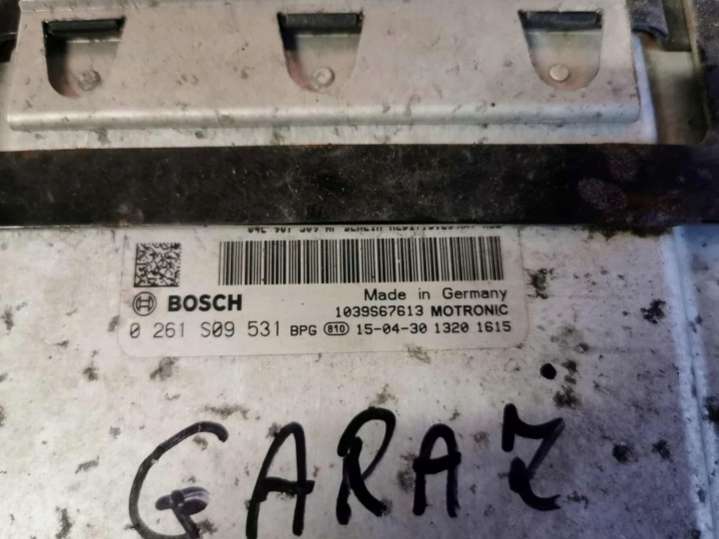 BOSCH
Made in Germany
1039S67613 MOTRONIC
0 261 S09 531 BPG 810 15-04-30 1320 1615
GARAŻ